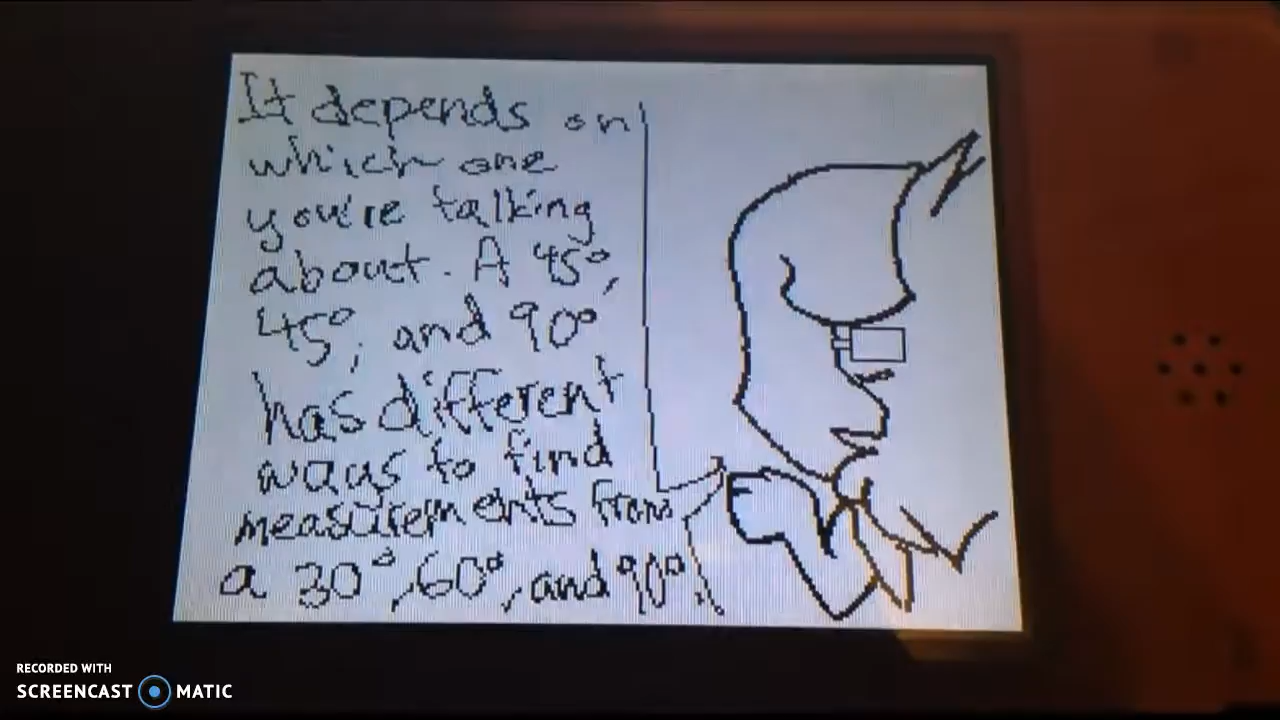 It depends on
which one
you're talking
about. A 45°,
45°, and 90°
has different
ways to find
measurements from
a 30°, 60°, and 90°.
RECORDED WITH
SCREENCAST MATIC